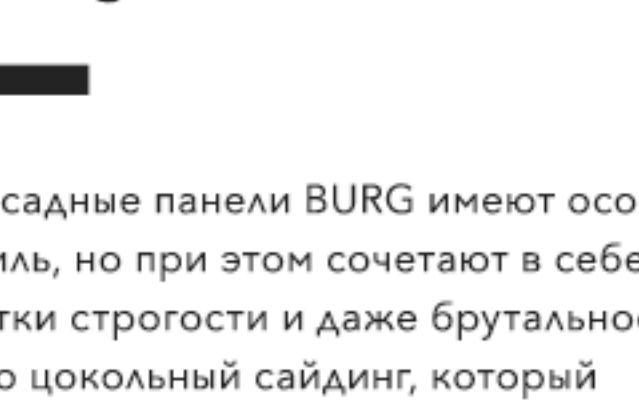 садные панели BURG имеют осо
иль, но при этом сочетают в себе
тки строгости и даже брутально
о цокольный сайдинг, который